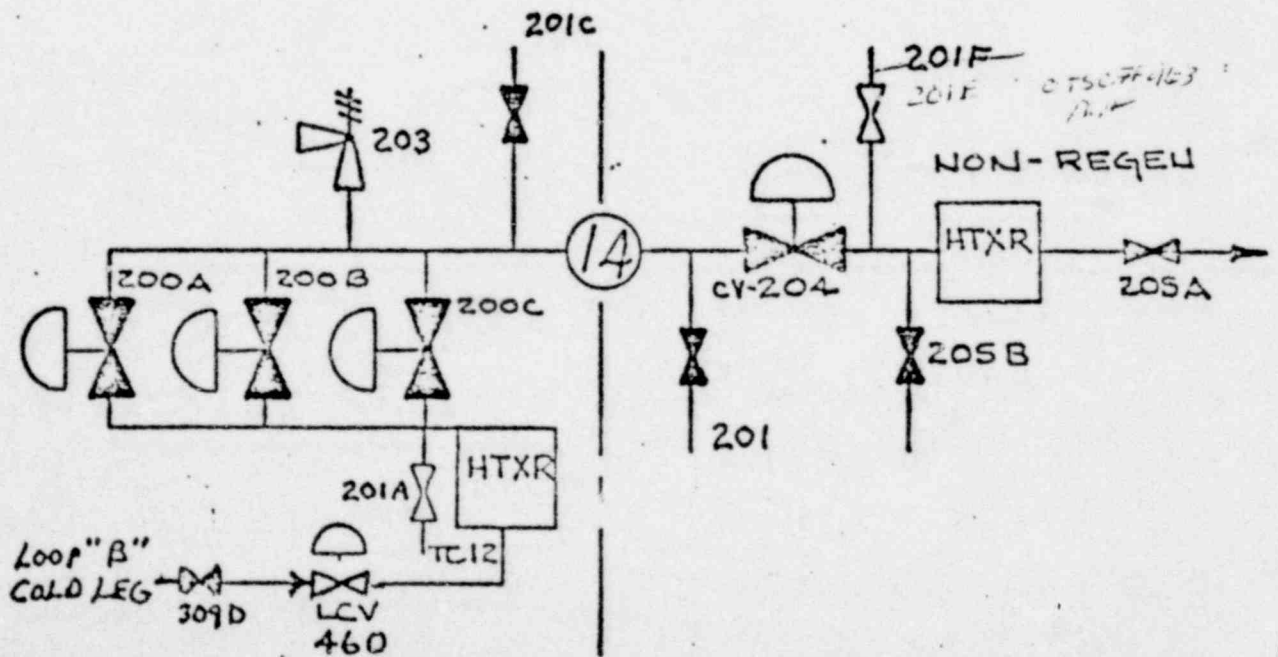 201C
201F
201E
203
NON-REGEN
14
HTXR
200A
200B
200C
CV-204
205A
205B
201
HTXR
201A
TC12
LOOP "B"
COLD LEG
309D
LCV
460